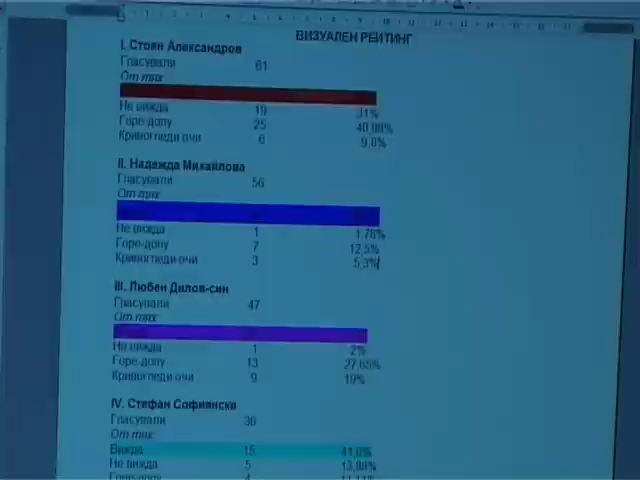 ВИЗУАЛЕН РЕЙТИНГ
I. Стоян Александров
Гласували 61
От тях
Не вижда 19 31%
Горе-долу 25 40,98%
Кривогледи очи 6 9,8%
II. Надежда Михайлова
Гласували 56
От тях
Не вижда 1 1,78%
Горе-долу 7 12,5%
Кривогледи очи 3 5,3%
III. Любен Дилов-син
Гласували 47
От тях
Не вижда 1 2%
Горе-долу 13 27,65%
Кривогледи очи 9 19%
IV. Стефан Софиянски
Гласували 36
От тях
Вижда 15 41,6%
Не вижда 5 13,88%
Горе-долу 4